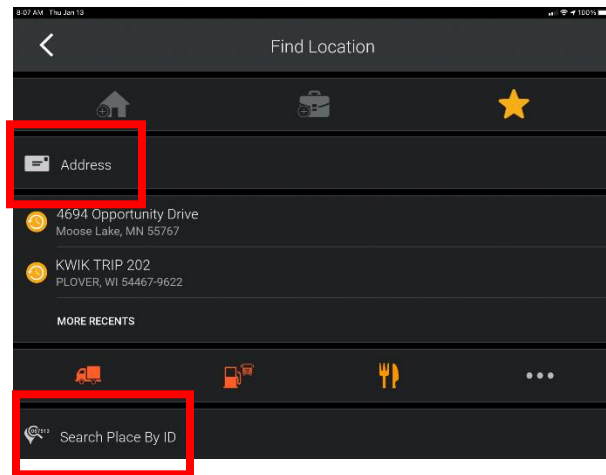 8:07 AM Thu Jan 13
100%
Find Location
Address
4694 Opportunity Drive
Moose Lake, MN 55767
KWIK TRIP 202
PLOVER, WI 54467-9622
MORE RECENTS
Search Place By ID